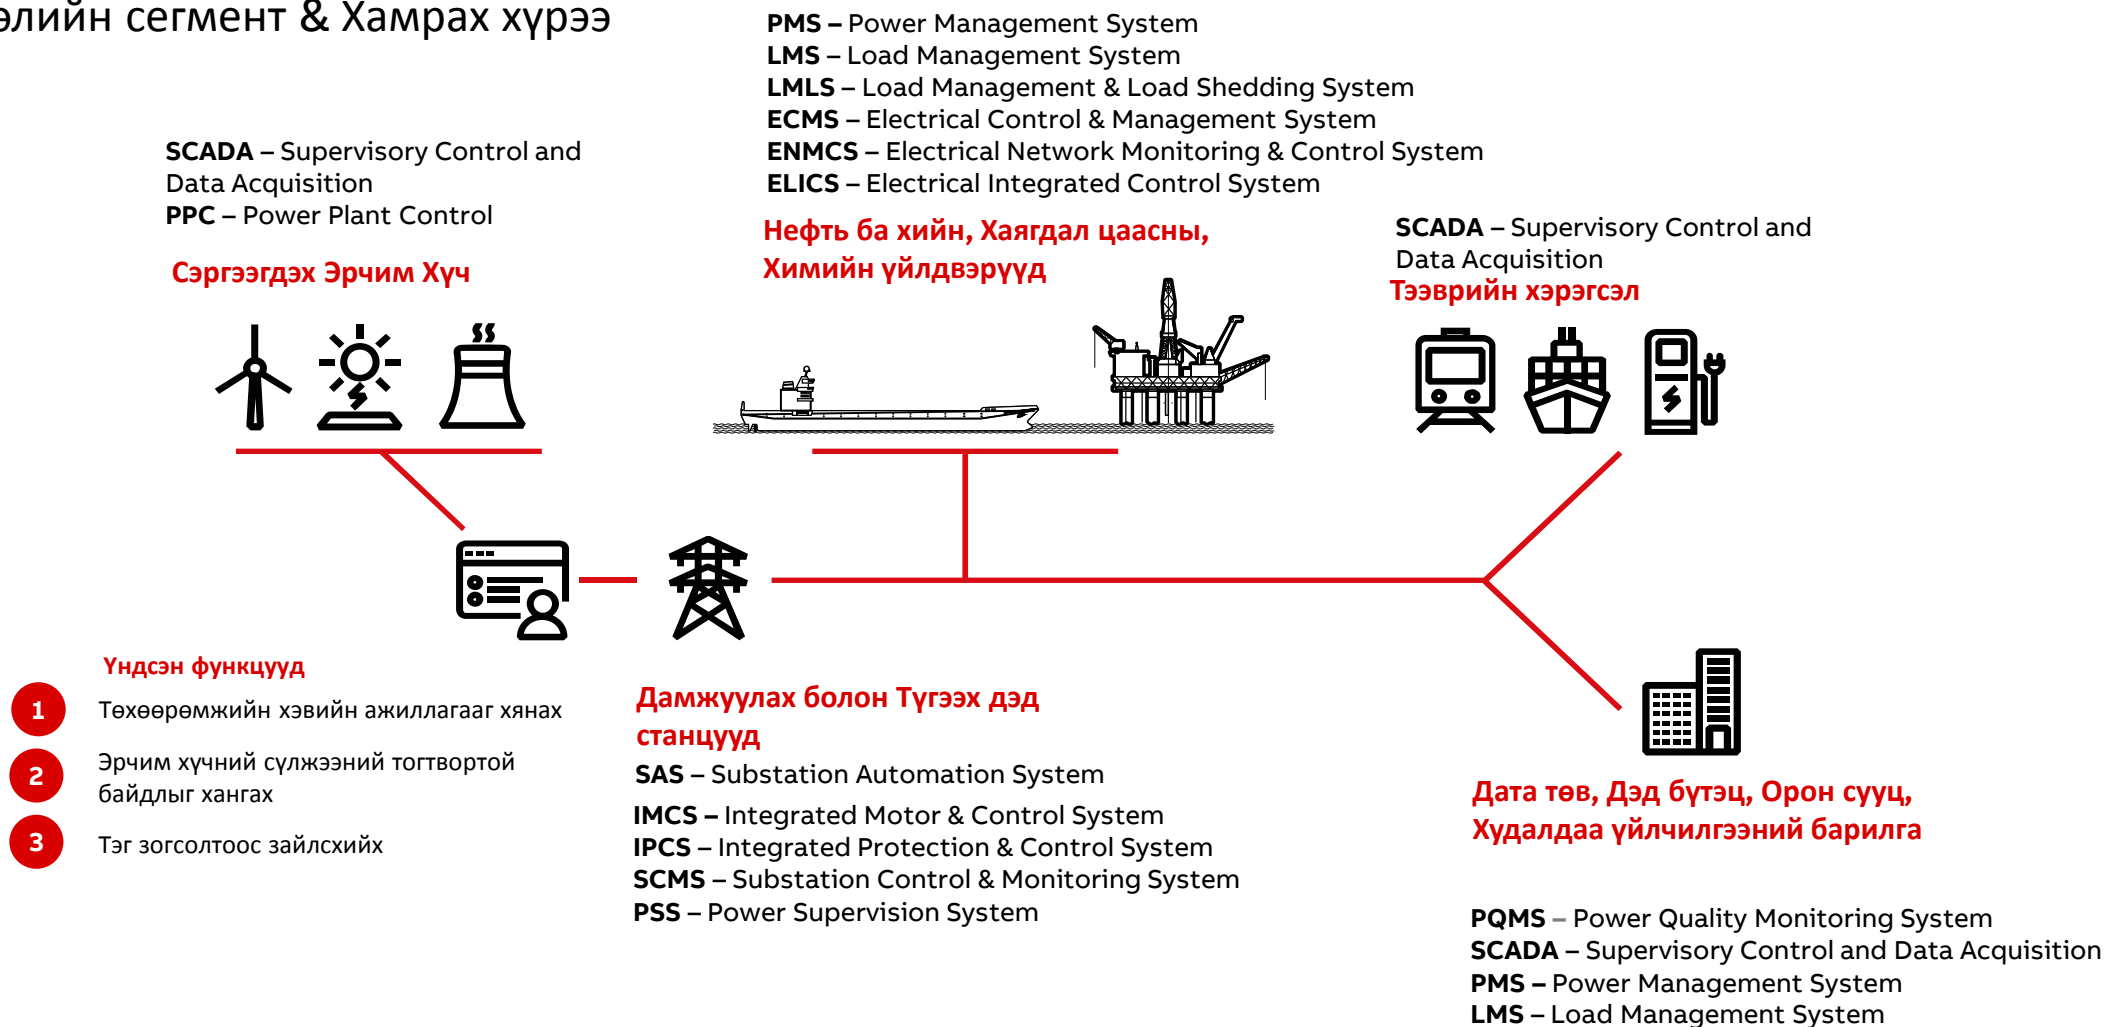 сегмент & Хамрах хүрээ
PMS – Power Management System
LMS – Load Management System
LMLS – Load Management & Load Shedding System
ECMS – Electrical Control & Management System
ENMCS – Electrical Network Monitoring & Control System
ELICS – Electrical Integrated Control System
SCADA – Supervisory Control and
Data Acquisition
PPC – Power Plant Control
Сэргээгдэх Эрчим Хүч
Нефть ба хийн, Хаягдал цаасны,
Химийн үйлдвэрүүд
SCADA – Supervisory Control and
Data Acquisition
Тээврийн хэрэгсэл
Үндсэн функцууд
1 Төхөөрөмжийн хэвийн ажиллагааг хянах
2 Эрчим хүчний сүлжээний тогтвортой
байдлыг хангах
3 Тэг зогсолтоос зайлсхийх
Дамжуулах болон Түгээх дэд
станцууд
SAS – Substation Automation System
IMCS – Integrated Motor & Control System
IPCS – Integrated Protection & Control System
SCMS – Substation Control & Monitoring System
PSS – Power Supervision System
Дата төв, Дэд бүтэц, Орон сууц,
Худалдаа үйлчилгээний барилга
PQMS – Power Quality Monitoring System
SCADA – Supervisory Control and Data Acquisition
PMS – Power Management System
LMS – Load Management System